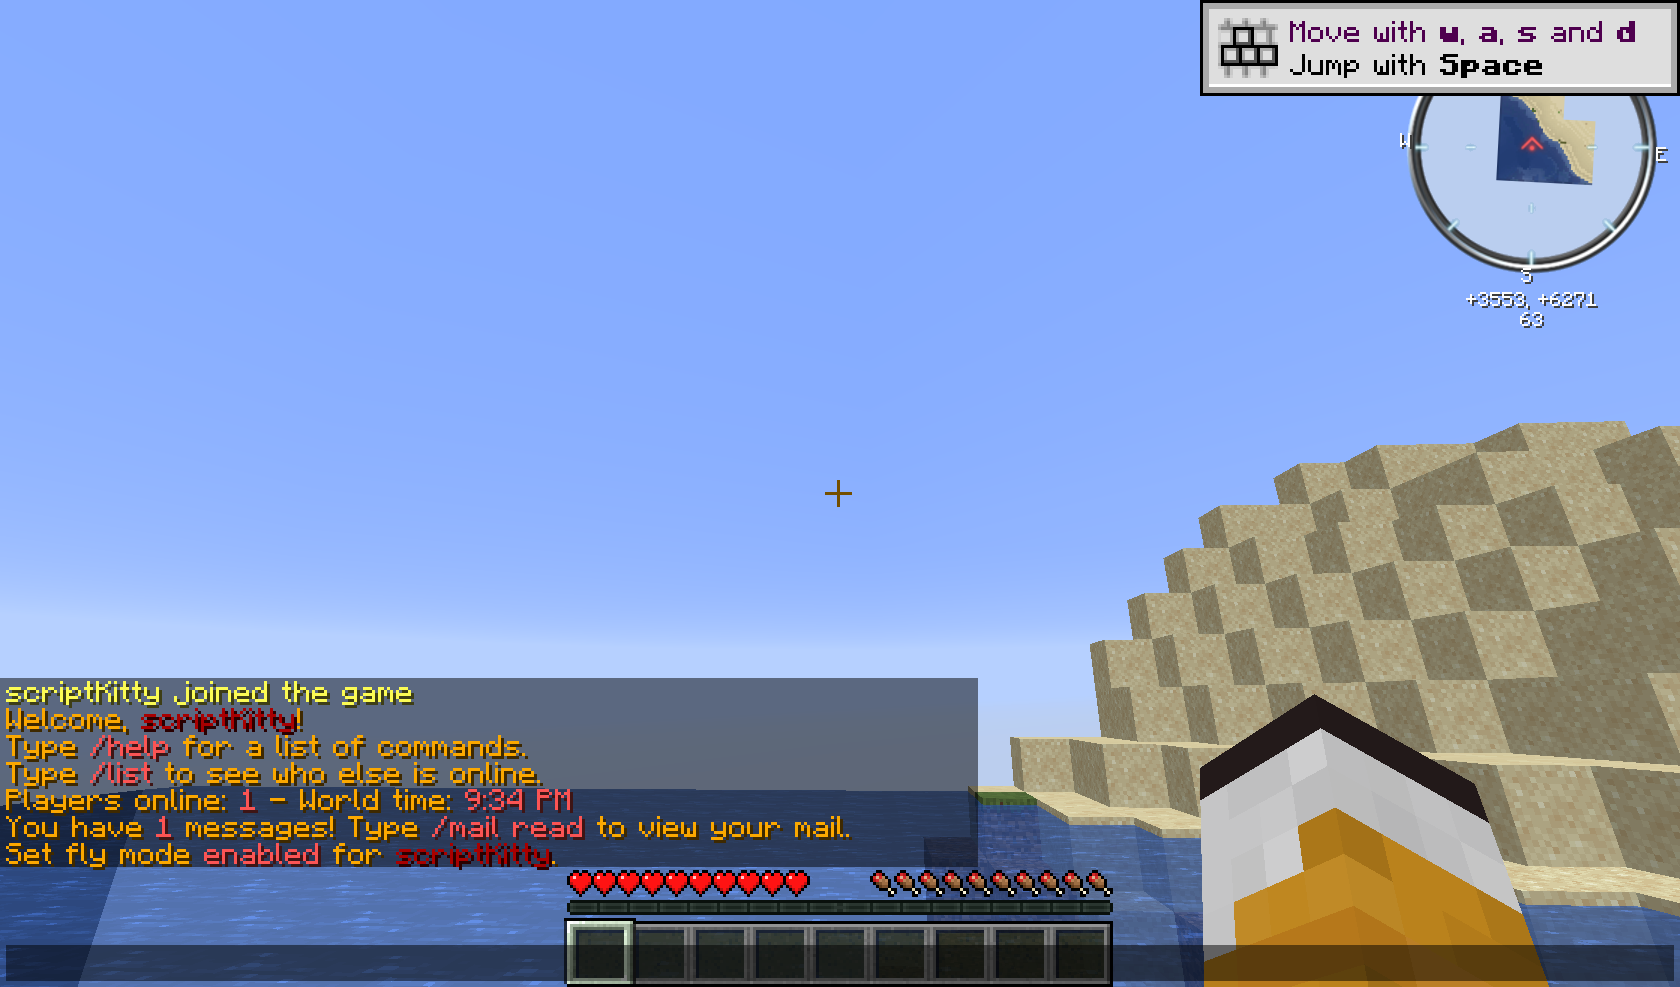 Move with w, a, s and d
Jump with Space
W
E
S
+3553, +6271
63
scriptKitty joined the game
Welcome, scriptKitty!
Type /help for a list of commands.
Type /list to see who else is online.
Players online: 1 - World time: 9:34 PM
You have 1 messages! Type /mail read to view your mail.
Set fly mode enabled for scriptKitty.